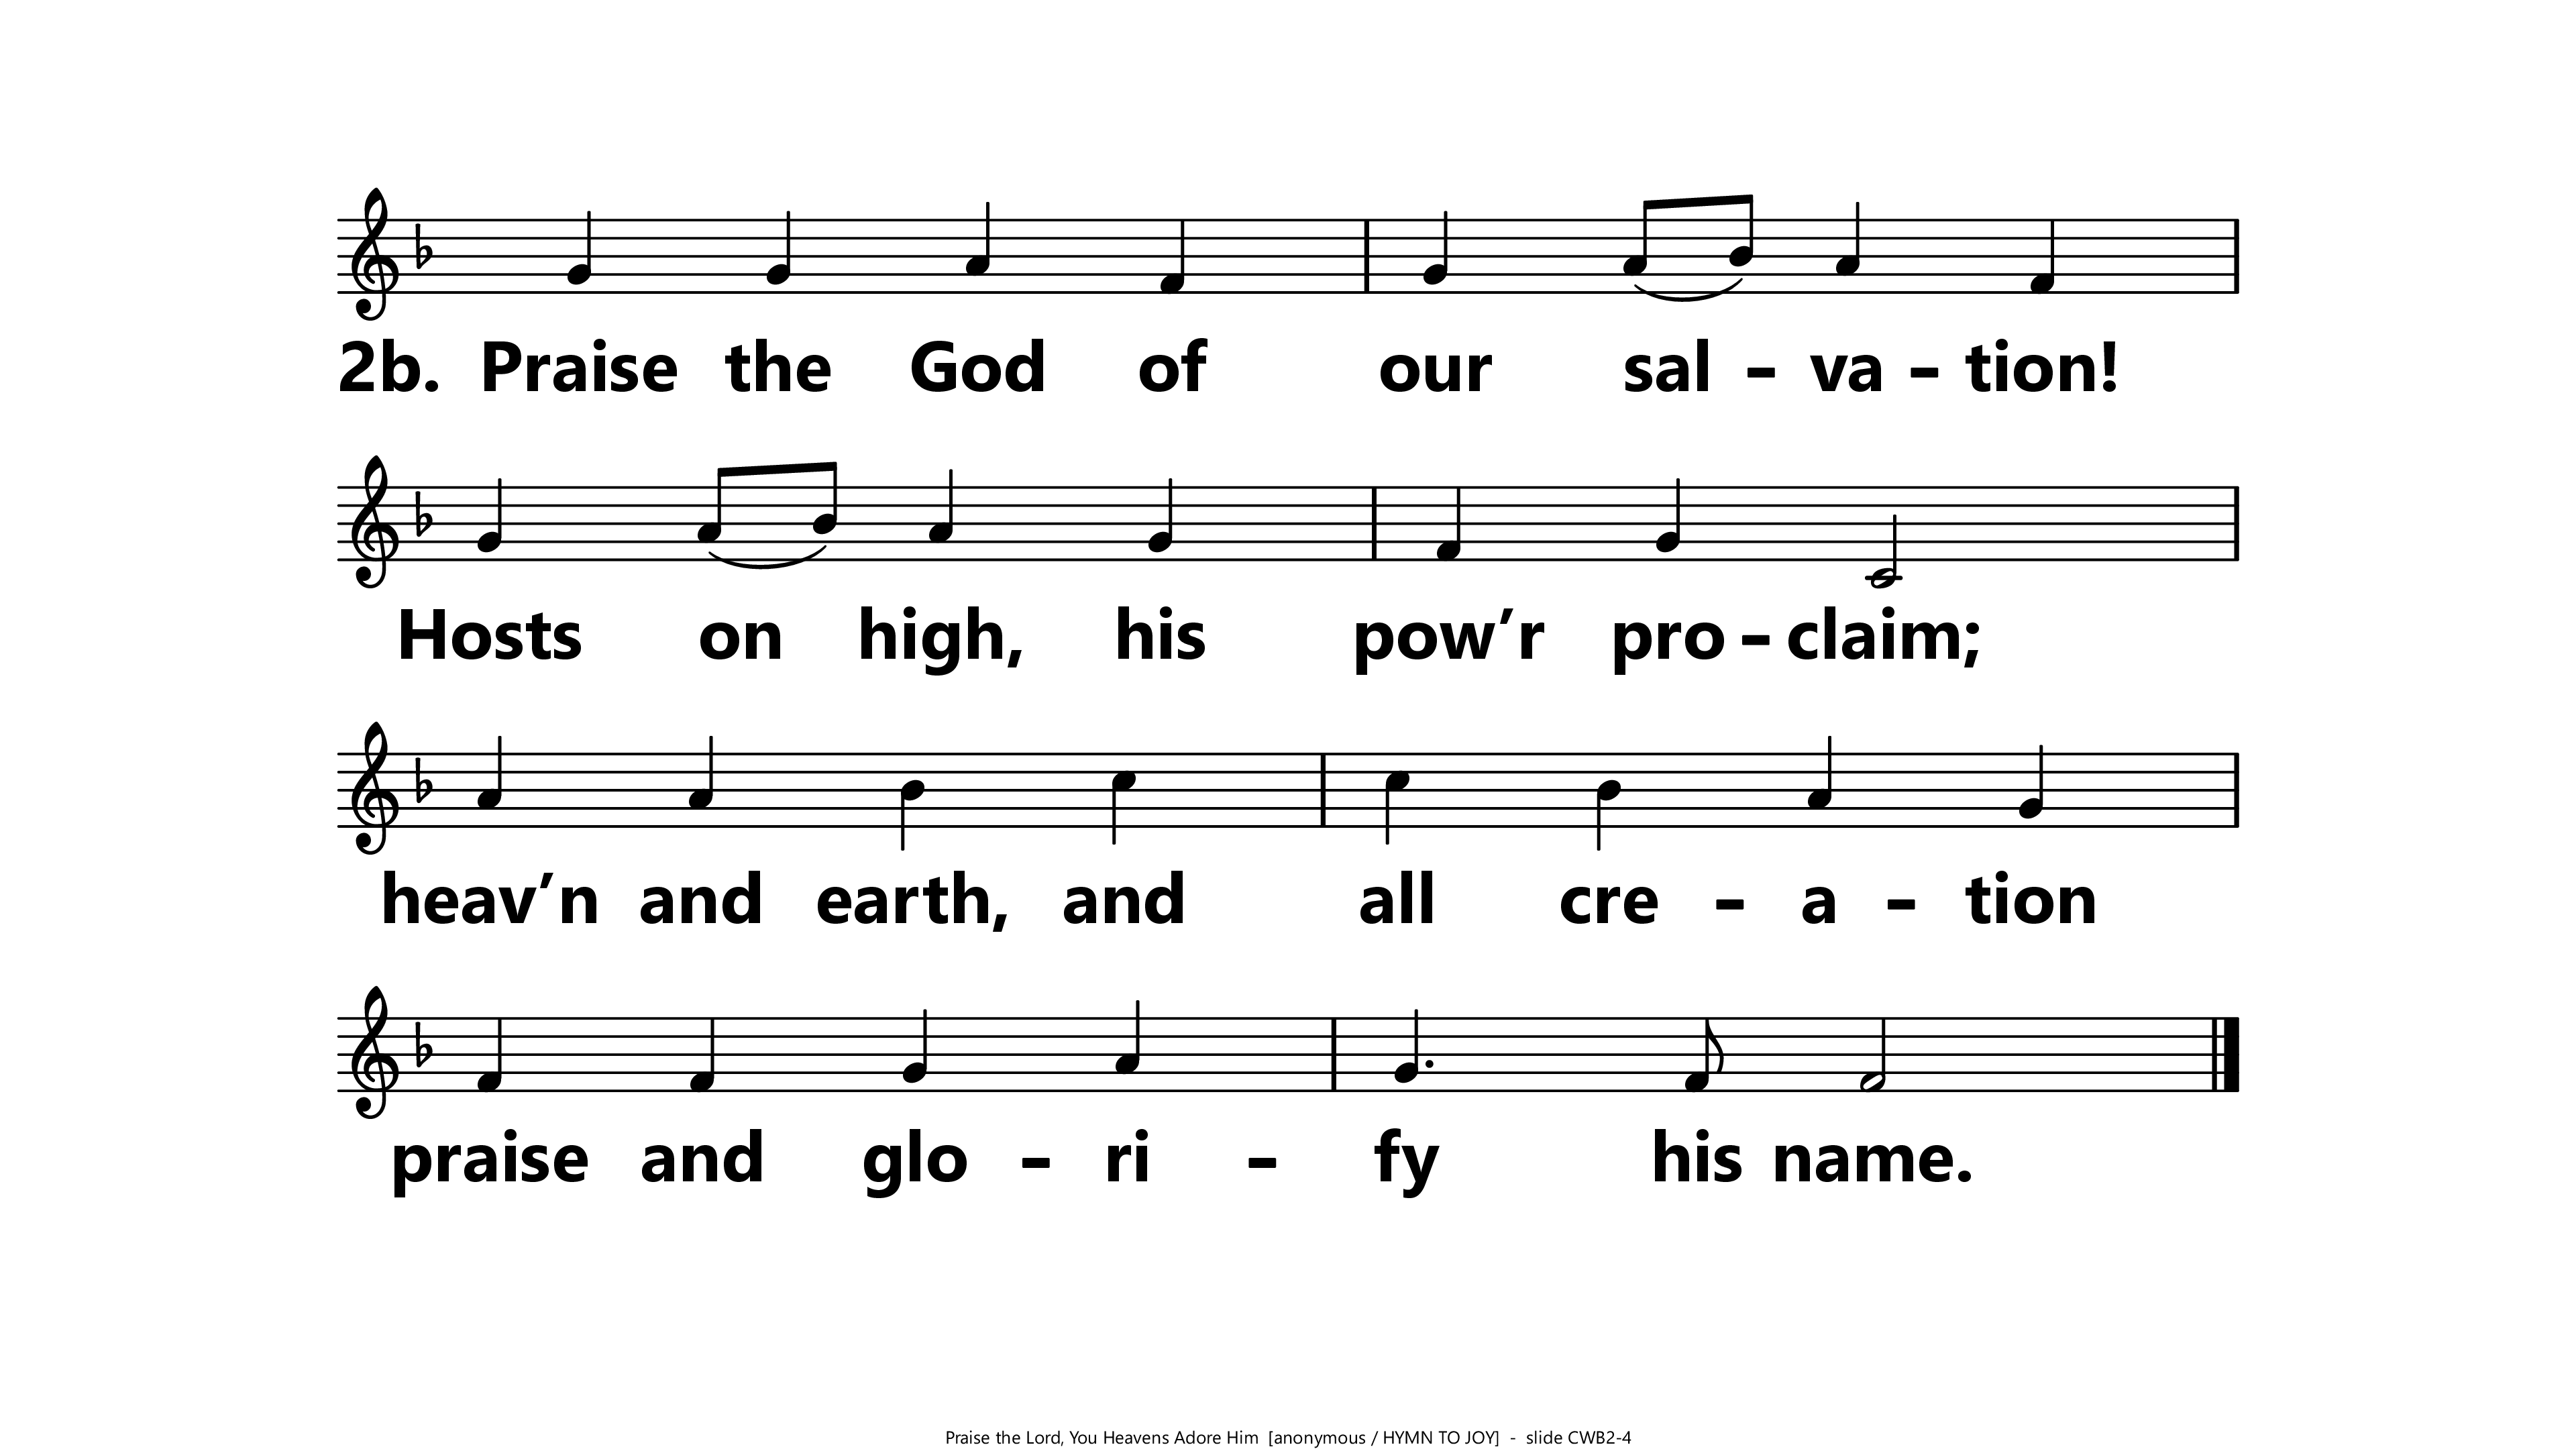 2b. Praise the God of our sal - va - tion!
Hosts on high, his pow’r pro - claim;
heav’n and earth, and all cre - a - tion
praise and glo - ri - fy his name.
Praise the Lord, You Heavens Adore Him [anonymous / HYMN TO JOY] - slide CWB2-4